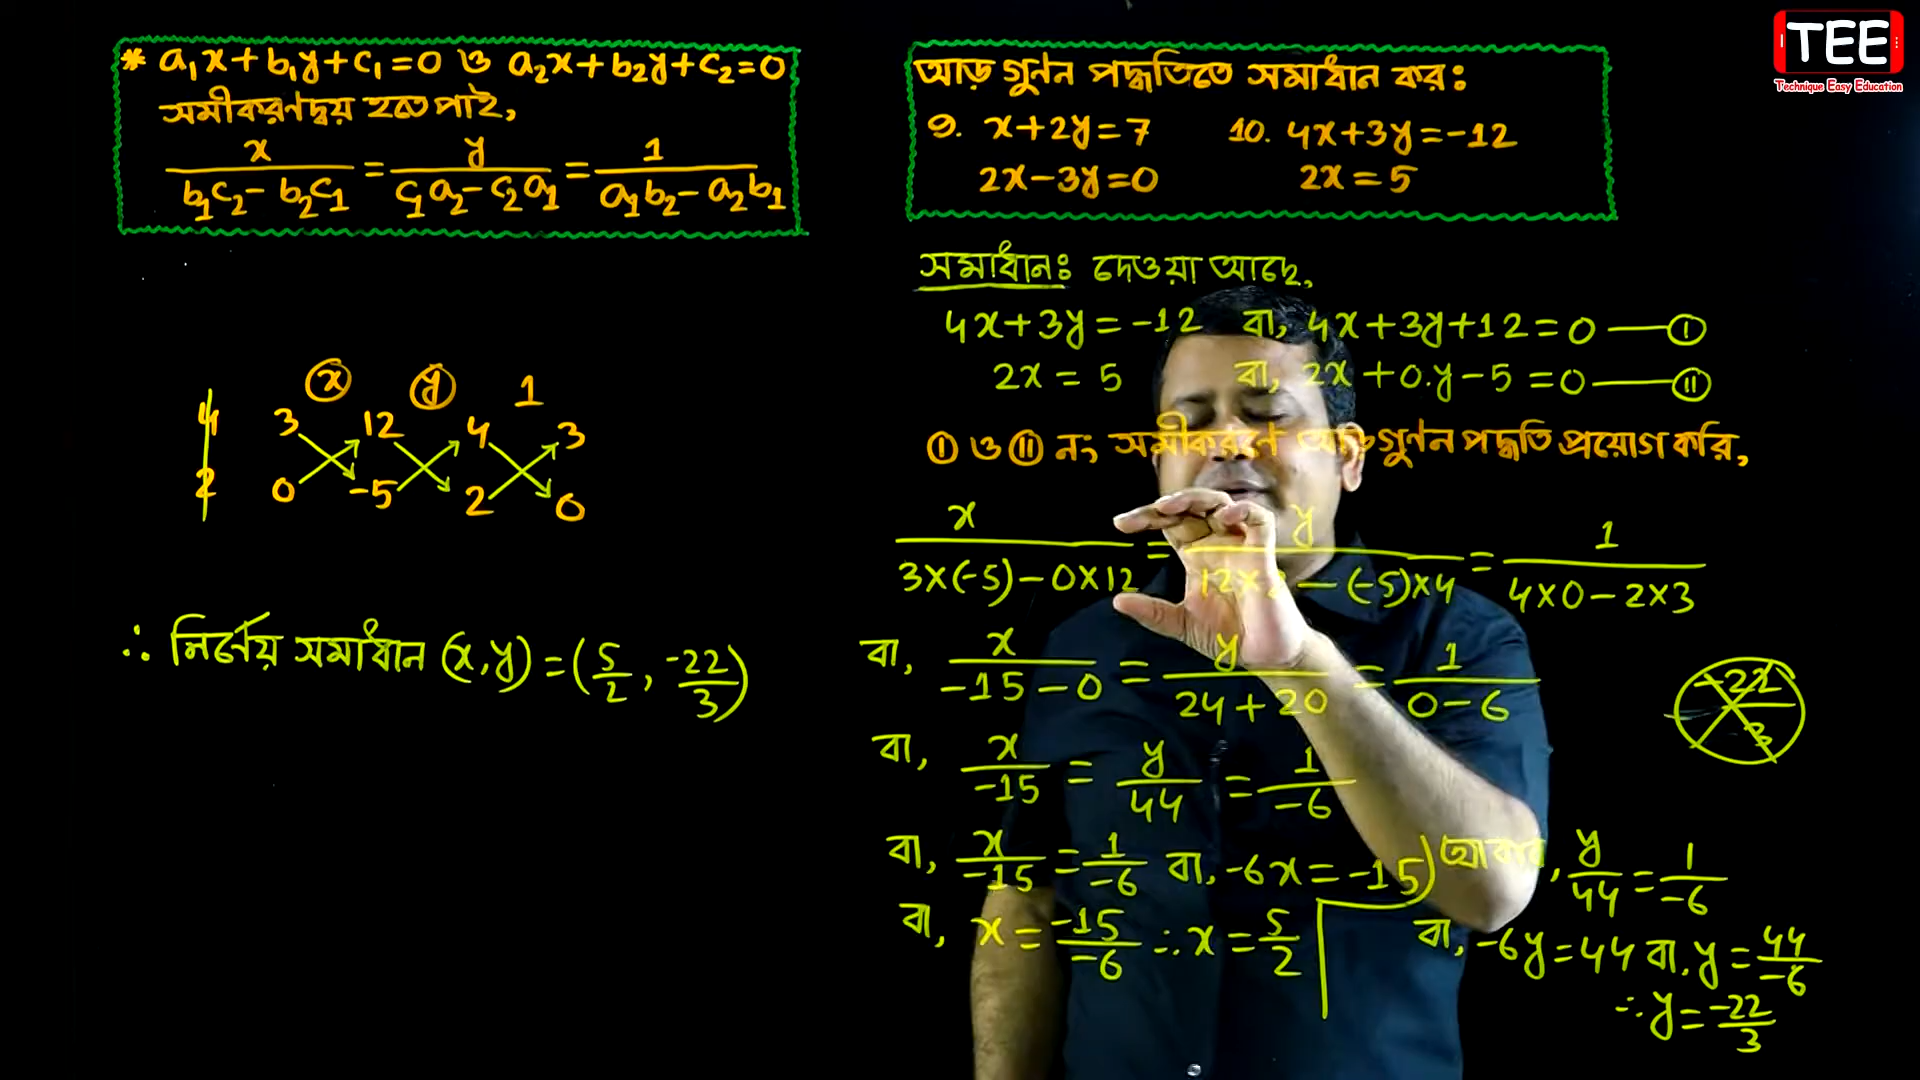 * a₁x+b₁y+c₁=0 ও a₂x+b₂y+c₂=0
সমীকরণদ্বয় হতে পাই,
x/(b₁c₂-b₂c₁) = y/(c₁a₂-c₂a₁) = 1/(a₁b₂-a₂b₁)
আড় গুণন পদ্ধতিতে সমাধান করঃ
9. x+2y=7 10. 4x+3y=-12
2x-3y=0 2x=5
TEE
Technique Easy Education
সমাধানঃ দেওয়া আছে,
4x+3y=-12 বা, 4x+3y+12=0 — (i)
2x = 5 বা, 2x+0.y-5=0 — (ii)
(i) ও (ii) নং সমীকরণে আড়গুণন পদ্ধতি প্রয়োগ করি,
x y 1
4 3 12 4 3
2 0 -5 2 0
x/(3×(-5)-0×12) = y/(12×2-(-5)×4) = 1/(4×0-2×3)
বা, x/(-15-0) = y/(24+20) = 1/(0-6)
বা, x/-15 = y/44 = 1/-6
বা, x/-15 = 1/-6 বা, -6x=-15
বা, x = -15/-6 ∴ x = 5/2
আবার, y/44 = 1/-6
বা, -6y=44 বা, y = 44/-6
∴ y = -22/3
-22/3
∴ নির্ণেয় সমাধান (x,y) = (5/2, -22/3)